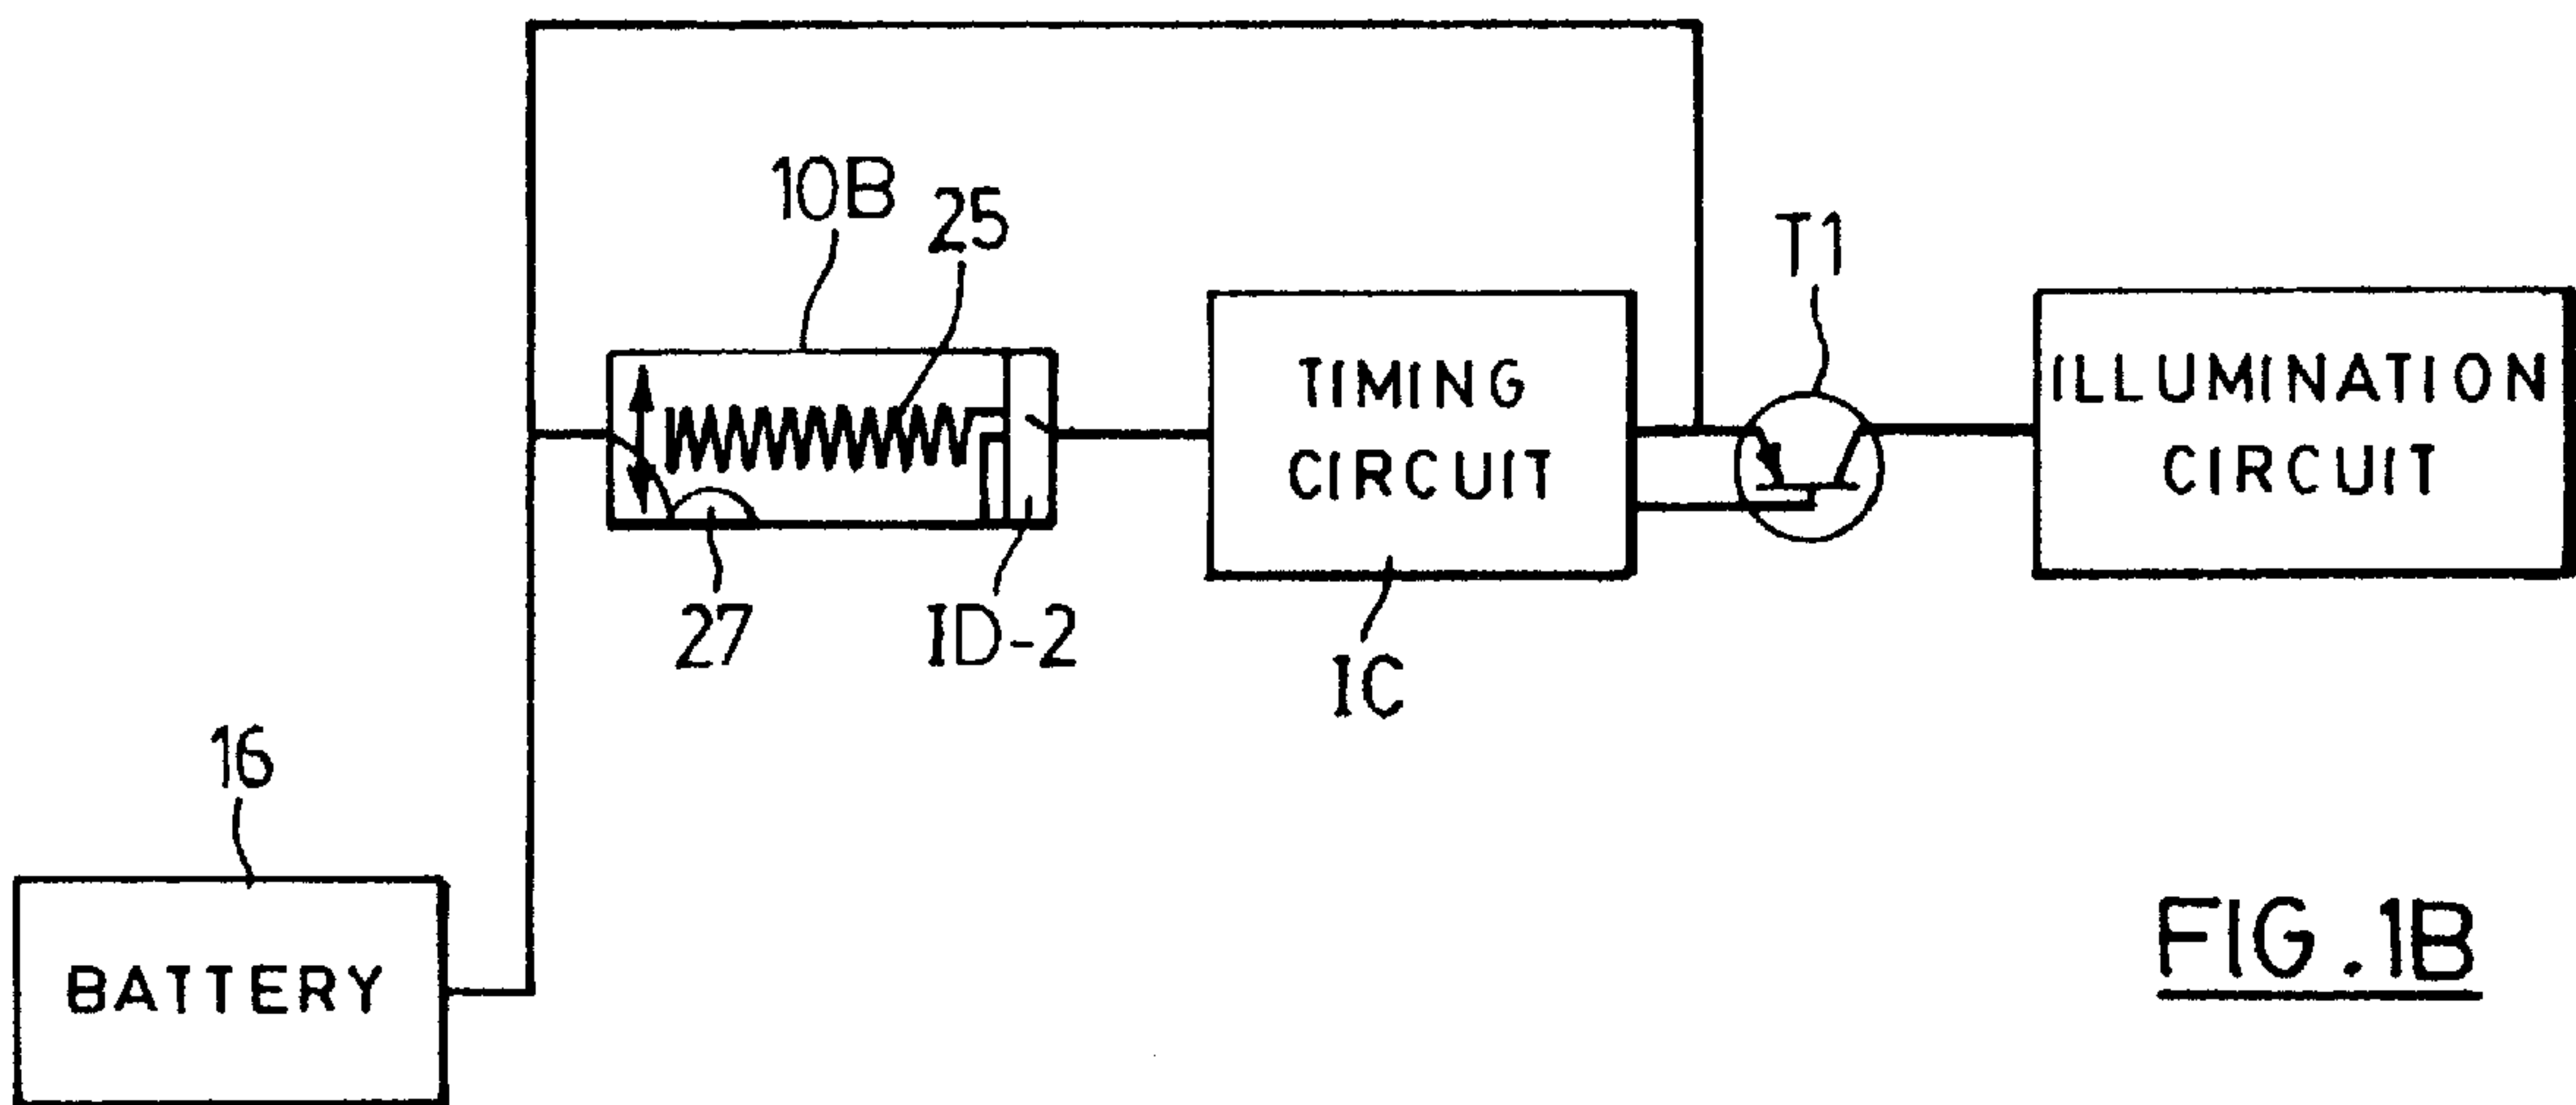 10B
25
T1
TIMING
CIRCUIT
ILLUMINATION
CIRCUIT
27
ID-2
IC
16
BATTERY
FIG.1B